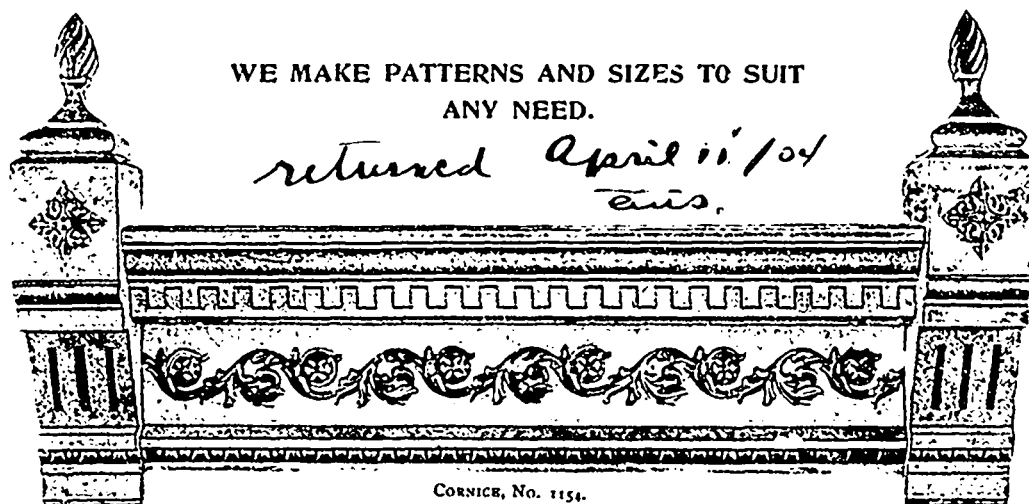 WE MAKE PATTERNS AND SIZES TO SUIT
ANY NEED.
returned April 11/04
CORNICE, No. 1154.